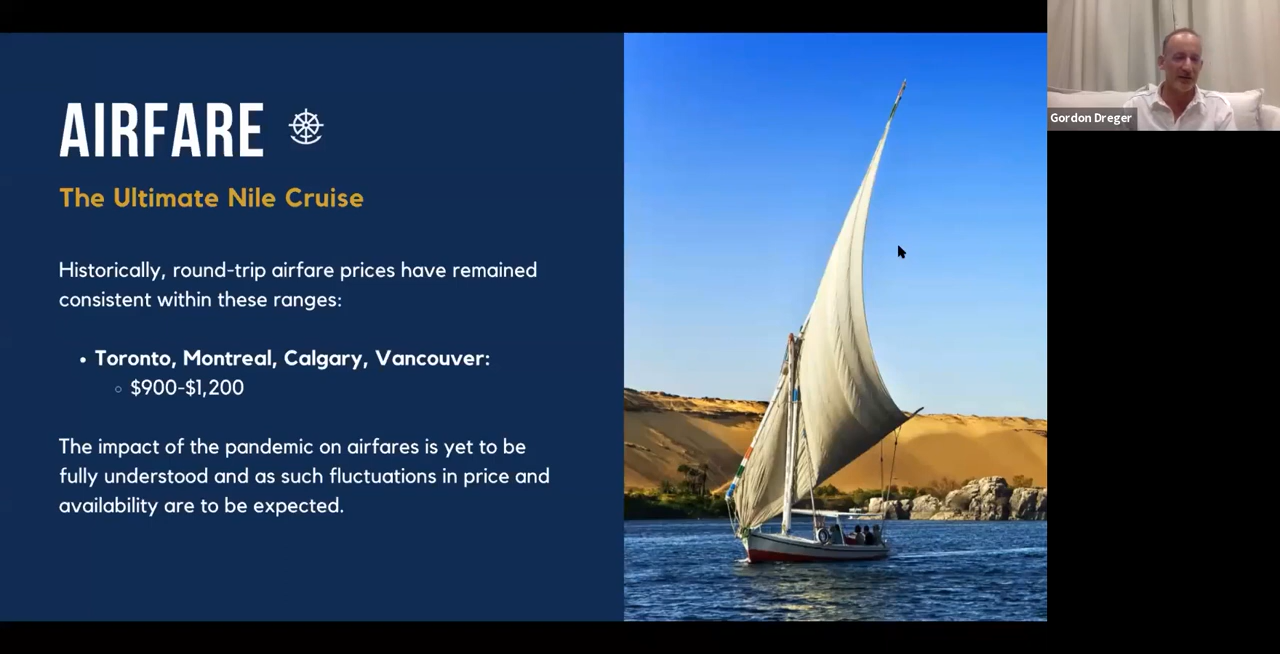 AIRFARE
The Ultimate Nile Cruise
Historically, round-trip airfare prices have remained
consistent within these ranges:
• Toronto, Montreal, Calgary, Vancouver:
◦ $900-$1,200
The impact of the pandemic on airfares is yet to be
fully understood and as such fluctuations in price and
availability are to be expected.
Gordon Dreger